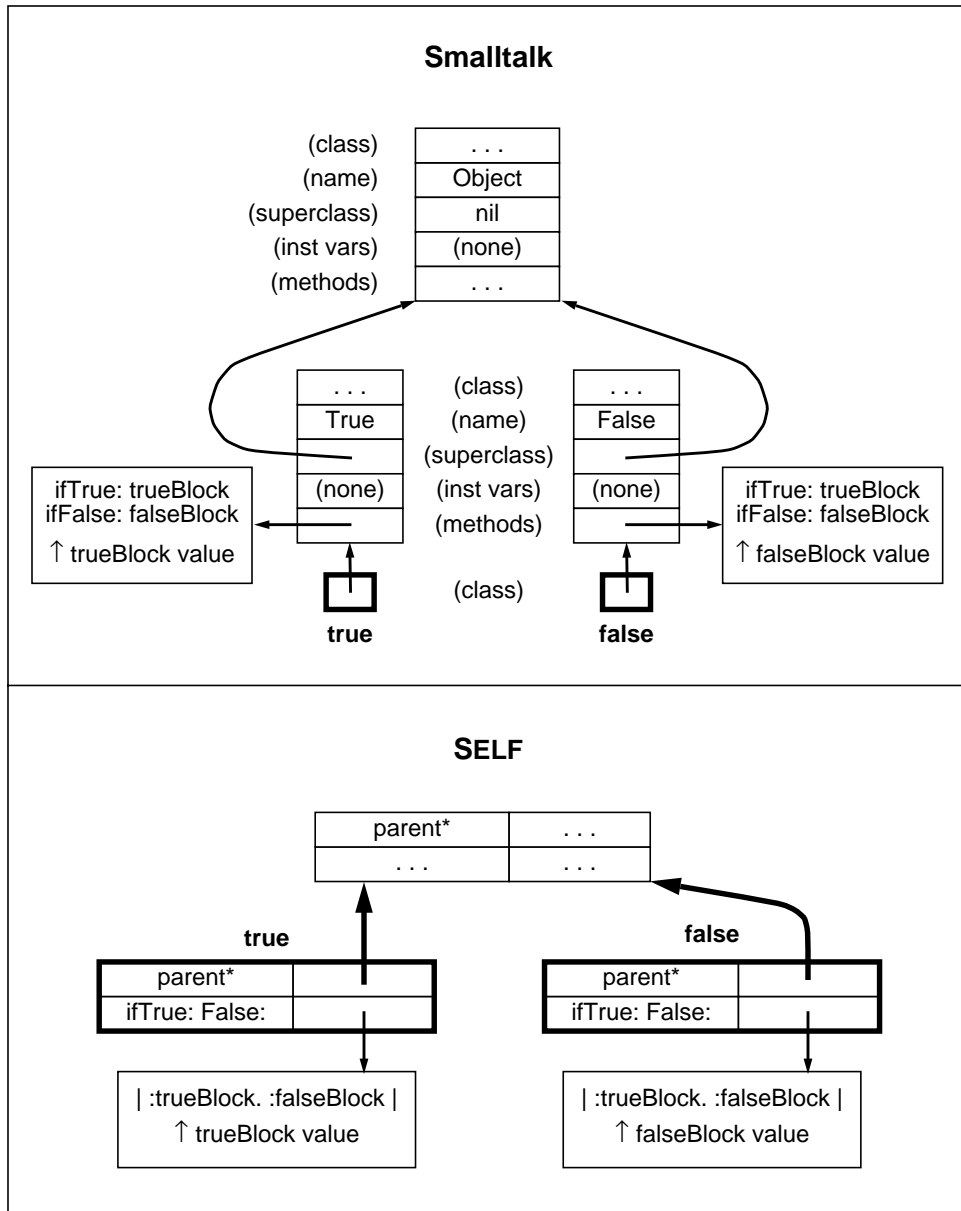 Smalltalk
(class) . . .
(name) Object
(superclass) nil
(inst vars) (none)
(methods) . . .
. . . (class) . . .
True (name) False
(superclass)
(none) (inst vars) (none)
(methods)
ifTrue: trueBlock
ifFalse: falseBlock
↑ trueBlock value
ifTrue: trueBlock
ifFalse: falseBlock
↑ falseBlock value
(class)
true false
SELF
parent* . . .
. . . . . .
true
parent*
ifTrue: False:
| :trueBlock. :falseBlock |
↑ trueBlock value
false
parent*
ifTrue: False:
| :trueBlock. :falseBlock |
↑ falseBlock value